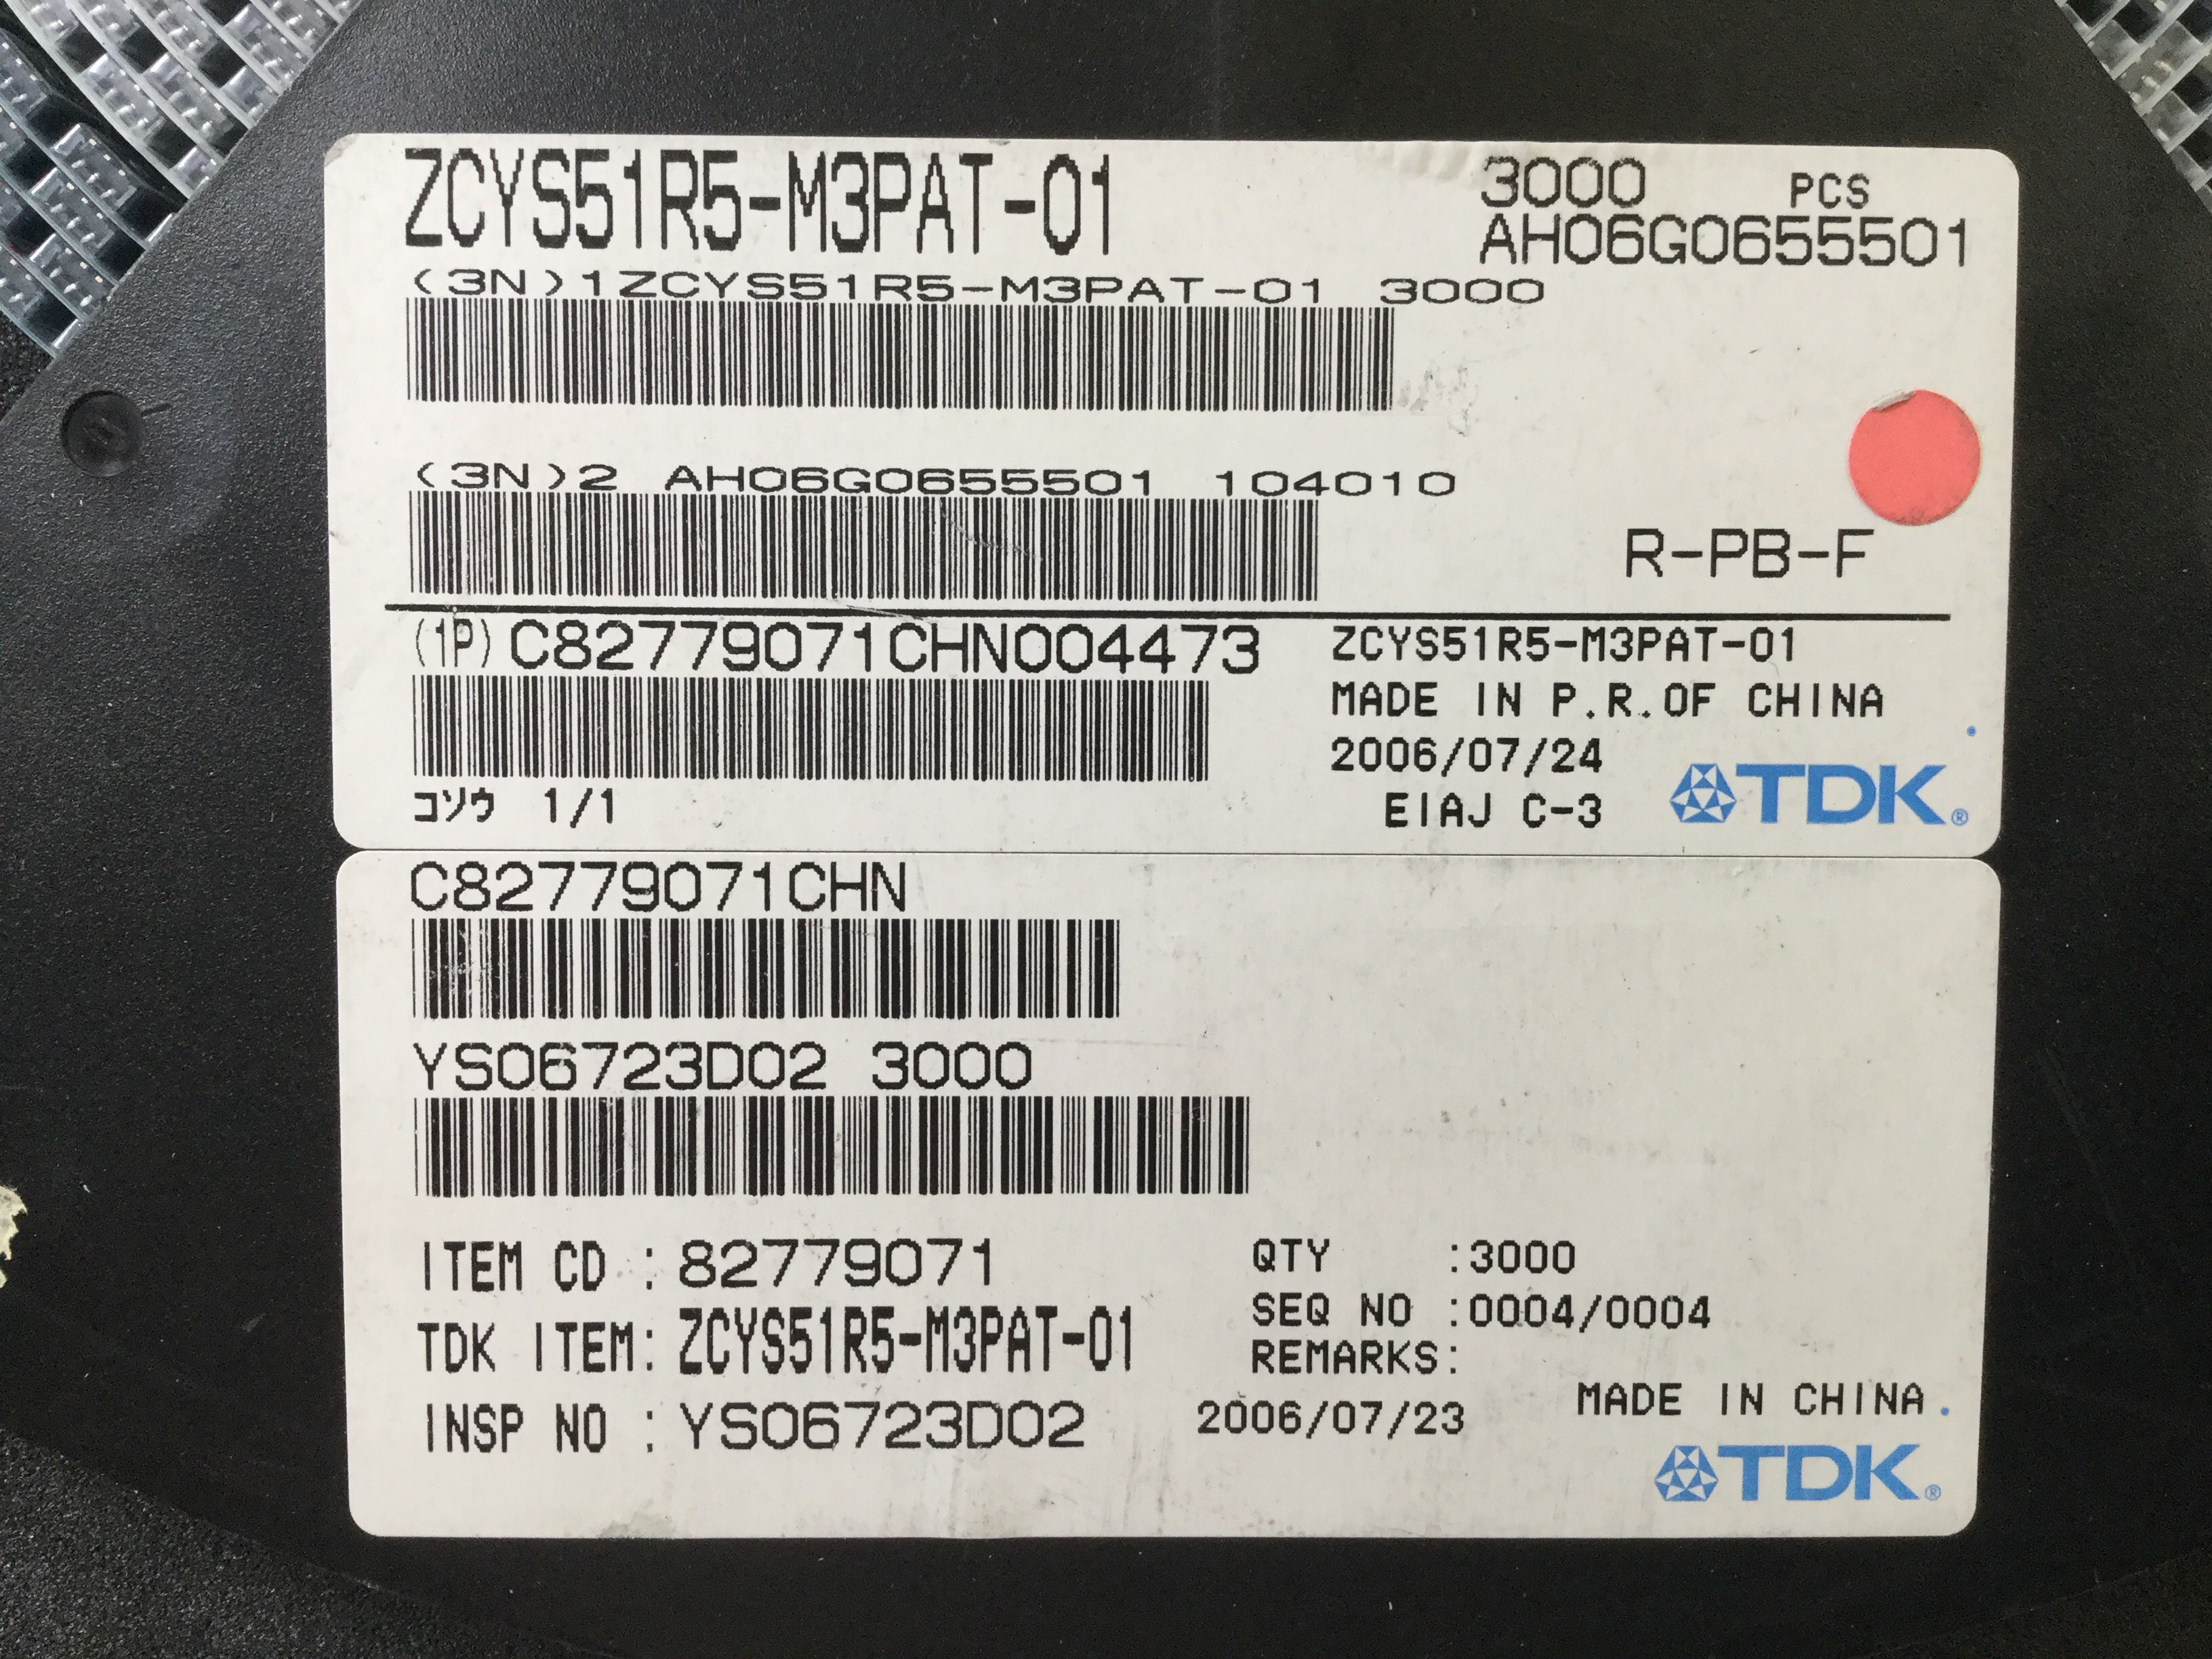 ZCYS51R5-M3PAT-01
3000 PCS
AH06G0655501
(3N)1ZCYS51R5-M3PAT-01 3000
(3N)2 AH06G0655501 104010
R-PB-F
(1P) C82779071CHN004473
ZCYS51R5-M3PAT-01
MADE IN P.R.OF CHINA
2006/07/24
コソウ 1/1
EIAJ C-3
TDK®
C82779071CHN
YS06723D02 3000
ITEM CD : 82779071
TDK ITEM: ZCYS51R5-M3PAT-01
INSP NO : YS06723D02
QTY :3000
SEQ NO :0004/0004
REMARKS:
2006/07/23
MADE IN CHINA
TDK®